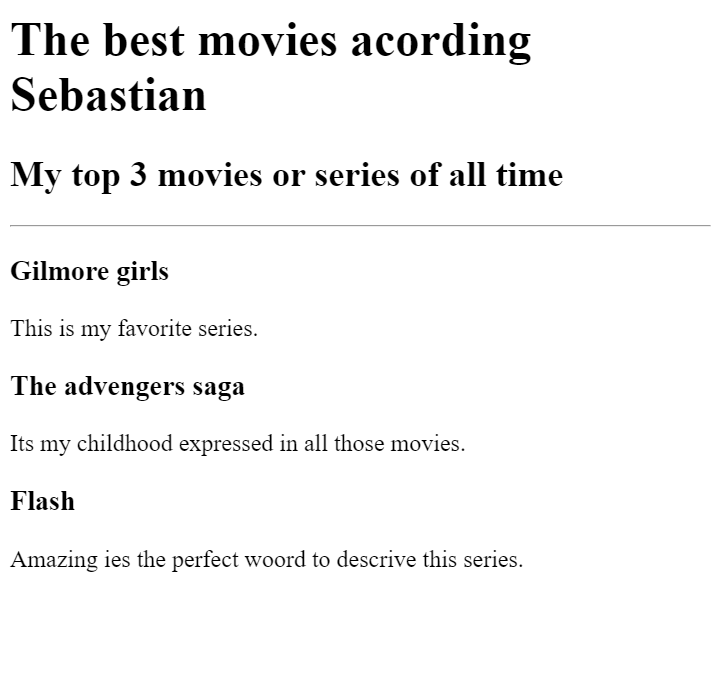 The best movies acording
Sebastian
My top 3 movies or series of all time
Gilmore girls
This is my favorite series.
The advengers saga
Its my childhood expressed in all those movies.
Flash
Amazing ies the perfect woord to descrive this series.